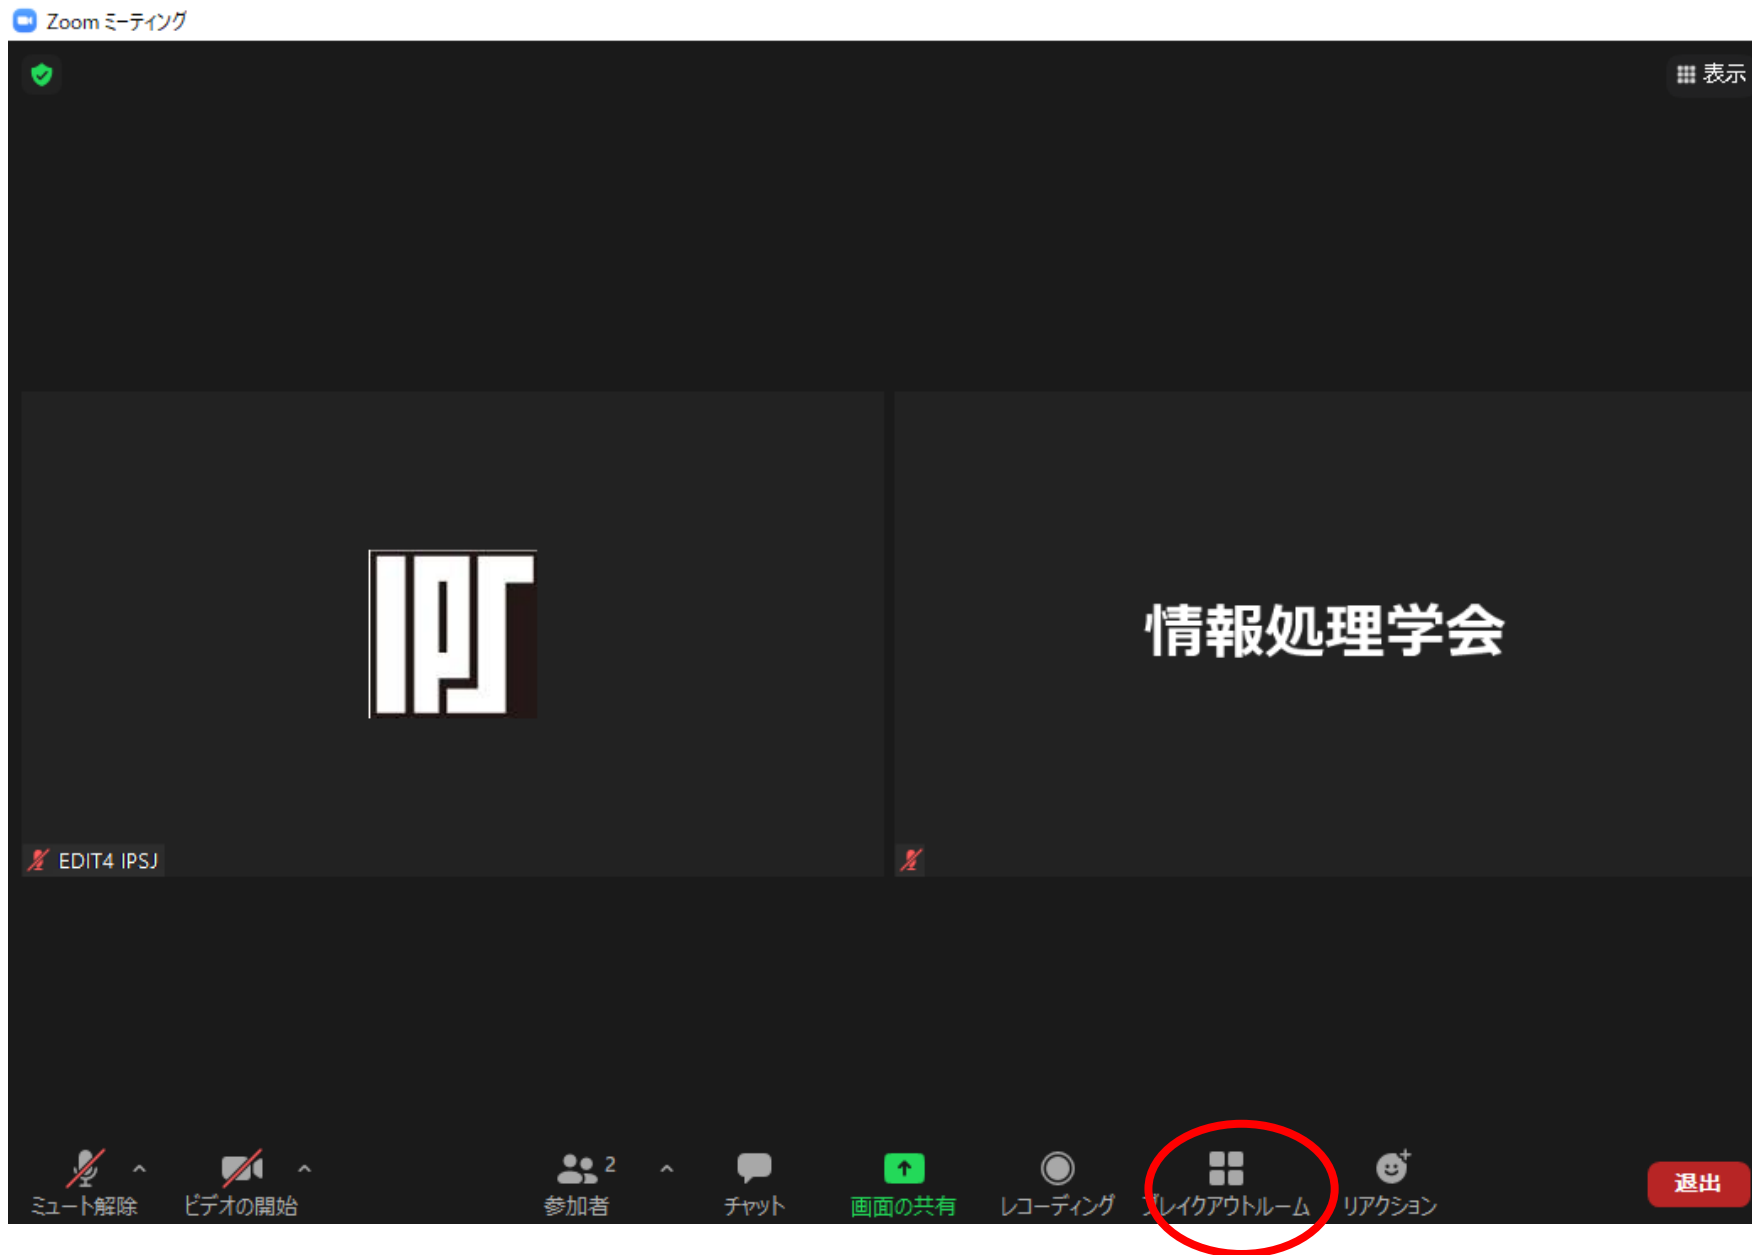 Zoom ミーティング
表示
IPSJ
情報処理学会
EDIT4 IPSJ
2
ミュート解除
ビデオの開始
参加者
チャット
画面の共有
レコーディング
ブレイクアウトルーム
リアクション
退出